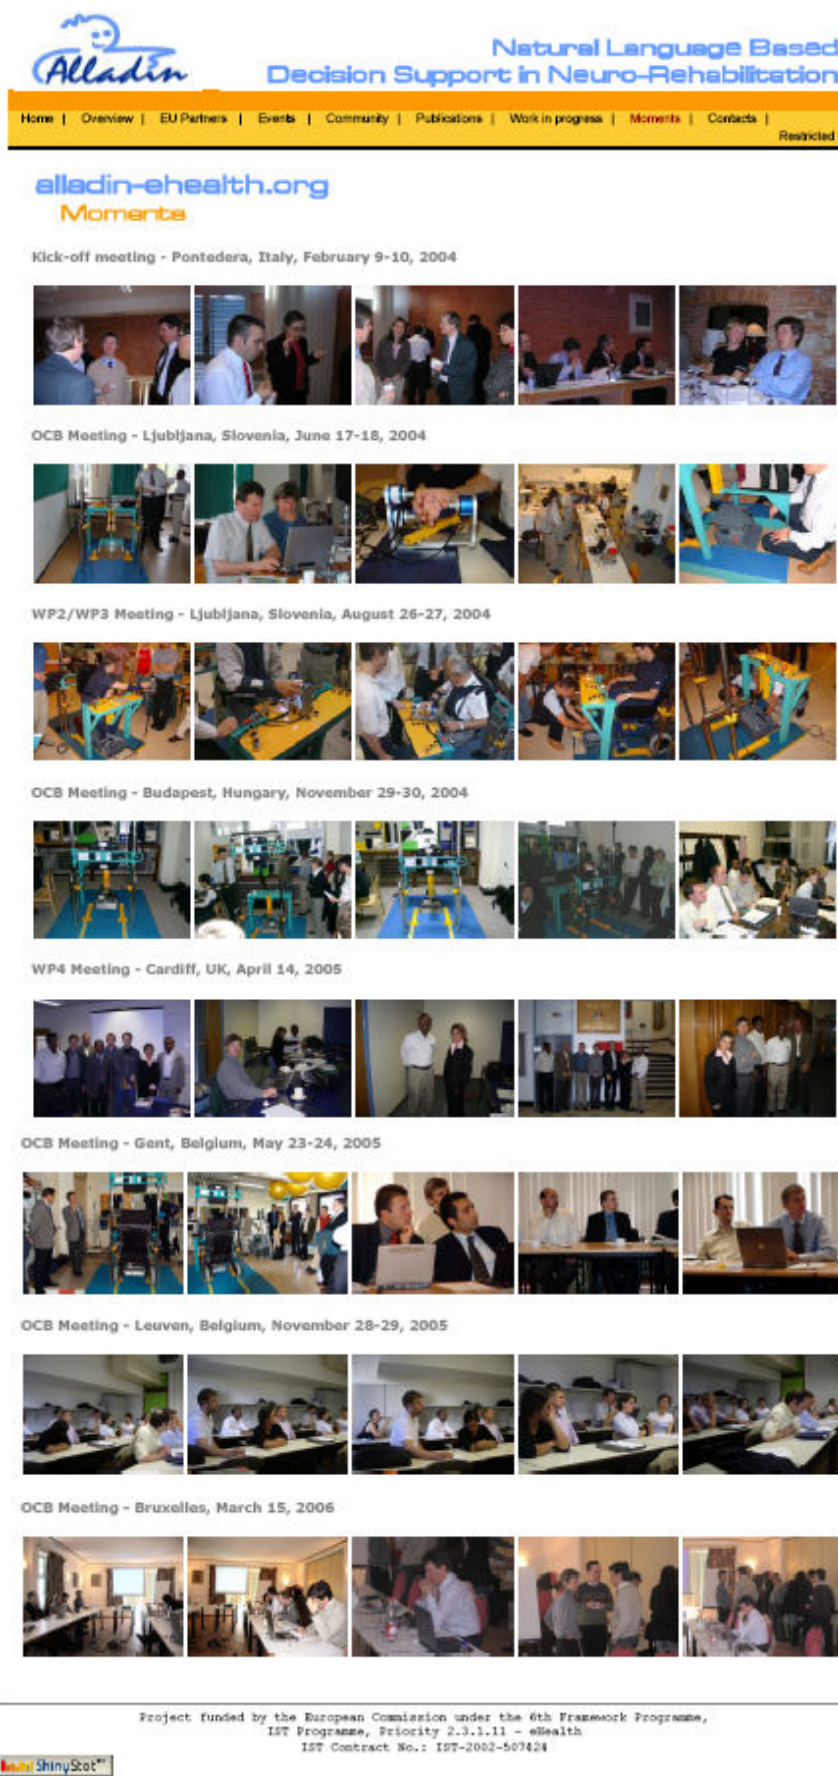 Alladin
Natural Language Based
Decision Support in Neuro-Rehabilitation
Home | Overview | EU Partners | Events | Community | Publications | Work in progress | Moments | Contacts |
Restricted
alladin-ehealth.org
Moments
Kick-off meeting - Pontedera, Italy, February 9-10, 2004
OCB Meeting - Ljubljana, Slovenia, June 17-18, 2004
WP2/WP3 Meeting - Ljubljana, Slovenia, August 26-27, 2004
OCB Meeting - Budapest, Hungary, November 29-30, 2004
WP4 Meeting - Cardiff, UK, April 14, 2005
OCB Meeting - Gent, Belgium, May 23-24, 2005
OCB Meeting - Leuven, Belgium, November 28-29, 2005
OCB Meeting - Bruxelles, March 15, 2006
Project funded by the European Commission under the 6th Framework Programme,
IST Programme, Priority 2.3.1.11 - eHealth
IST Contract No.: IST-2002-507424
ShinyStat™